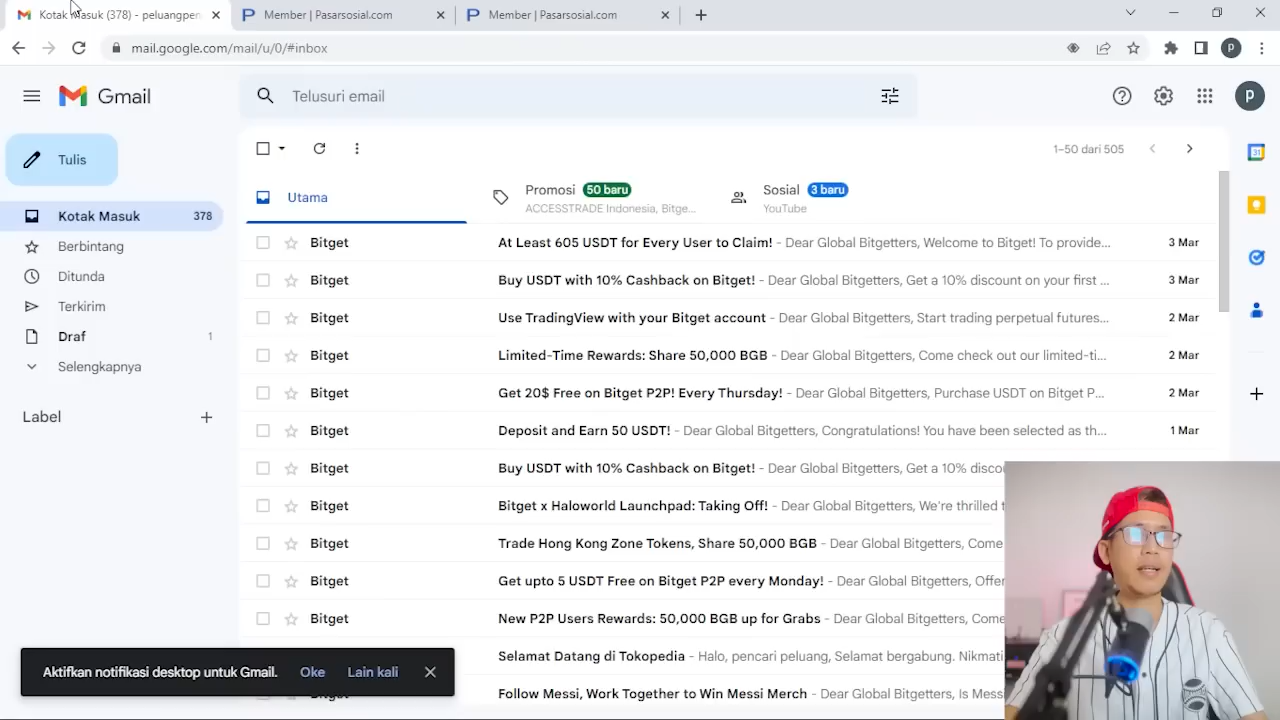 Kotak Masuk (378) - peluangpen
Member | Pasarsosial.com
Member | Pasarsosial.com
mail.google.com/mail/u/0/#inbox
P
Gmail
Telusuri email
P
Tulis
1–50 dari 505
31
Utama
Promosi 50 baru
ACCESSTRADE Indonesia, Bitge...
Sosial 3 baru
YouTube
Kotak Masuk 378
Berbintang
Ditunda
Terkirim
Draf 1
Selengkapnya
Label
Bitget At Least 605 USDT for Every User to Claim! - Dear Global Bitgetters, Welcome to Bitget! To provide... 3 Mar
Bitget Buy USDT with 10% Cashback on Bitget! - Dear Global Bitgetters, Get a 10% discount on your first ... 3 Mar
Bitget Use TradingView with your Bitget account - Dear Global Bitgetters, Start trading perpetual futures... 2 Mar
Bitget Limited-Time Rewards: Share 50,000 BGB - Dear Global Bitgetters, Come check out our limited-ti... 2 Mar
Bitget Get 20$ Free on Bitget P2P! Every Thursday! - Dear Global Bitgetters, Purchase USDT on Bitget P... 2 Mar
Bitget Deposit and Earn 50 USDT! - Dear Global Bitgetters, Congratulations! You have been selected as th... 1 Mar
Bitget Buy USDT with 10% Cashback on Bitget! - Dear Global Bitgetters, Get a 10% disco
Bitget Bitget x Haloworld Launchpad: Taking Off! - Dear Global Bitgetters, We're thrilled
Bitget Trade Hong Kong Zone Tokens, Share 50,000 BGB - Dear Global Bitgetters, Come
Bitget Get upto 5 USDT Free on Bitget P2P every Monday! - Dear Global Bitgetters, Offer
Bitget New P2P Users Rewards: 50,000 BGB up for Grabs - Dear Global Bitgetters, Come
Selamat Datang di Tokopedia - Halo, pencari peluang, Selamat bergabung. Nikmati
Follow Messi, Work Together to Win Messi Merch - Dear Global Bitgetters, Is Messi
Aktifkan notifikasi desktop untuk Gmail. Oke Lain kali